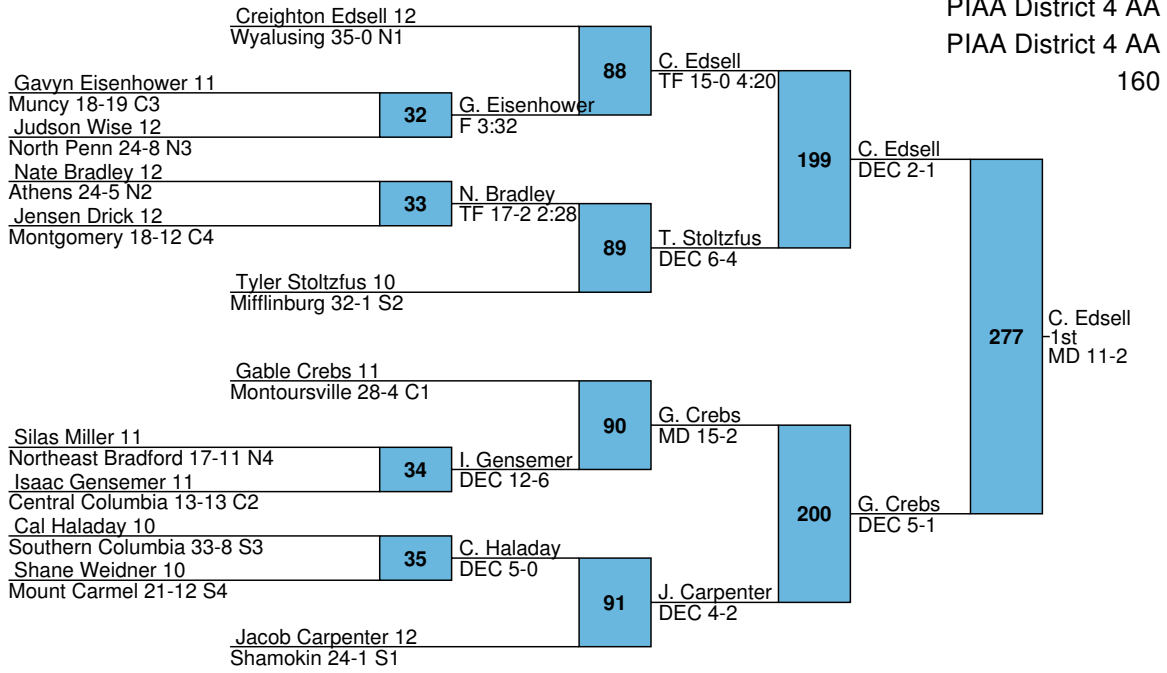 PIAA District 4 AA
PIAA District 4 AA
160
Creighton Edsell 12
Wyalusing 35-0 N1
88
C. Edsell
TF 15-0 4:20
Gavyn Eisenhower 11
Muncy 18-19 C3
32
G. Eisenhower
F 3:32
Judson Wise 12
North Penn 24-8 N3
199
C. Edsell
DEC 2-1
Nate Bradley 12
Athens 24-5 N2
33
N. Bradley
TF 17-2 2:28
Jensen Drick 12
Montgomery 18-12 C4
89
T. Stoltzfus
DEC 6-4
Tyler Stoltzfus 10
Mifflinburg 32-1 S2
277
C. Edsell
1st
MD 11-2
Gable Crebs 11
Montoursville 28-4 C1
90
G. Crebs
MD 15-2
Silas Miller 11
Northeast Bradford 17-11 N4
34
I. Gensemer
DEC 12-6
Isaac Gensemer 11
Central Columbia 13-13 C2
200
G. Crebs
DEC 5-1
Cal Haladay 10
Southern Columbia 33-8 S3
35
C. Haladay
DEC 5-0
Shane Weidner 10
Mount Carmel 21-12 S4
91
J. Carpenter
DEC 4-2
Jacob Carpenter 12
Shamokin 24-1 S1